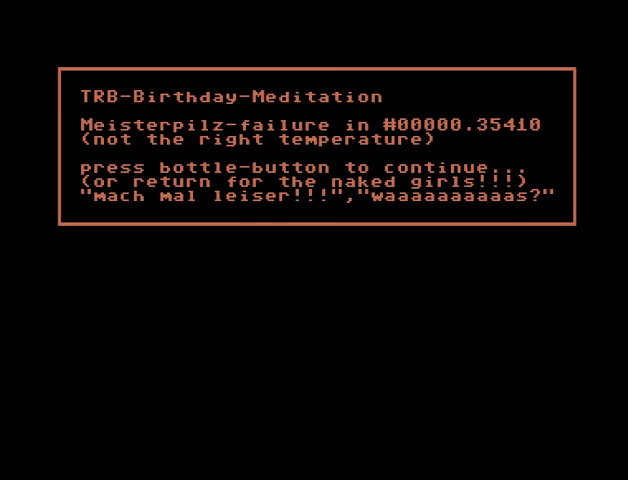 TRB-Birthday-Meditation
Meisterpilz-failure in #00000.35410
(not the right temperature)
press bottle-button to continue...
(or return for the naked girls!!!)
"mach mal leiser!!!","waaaaaaaaaas?"